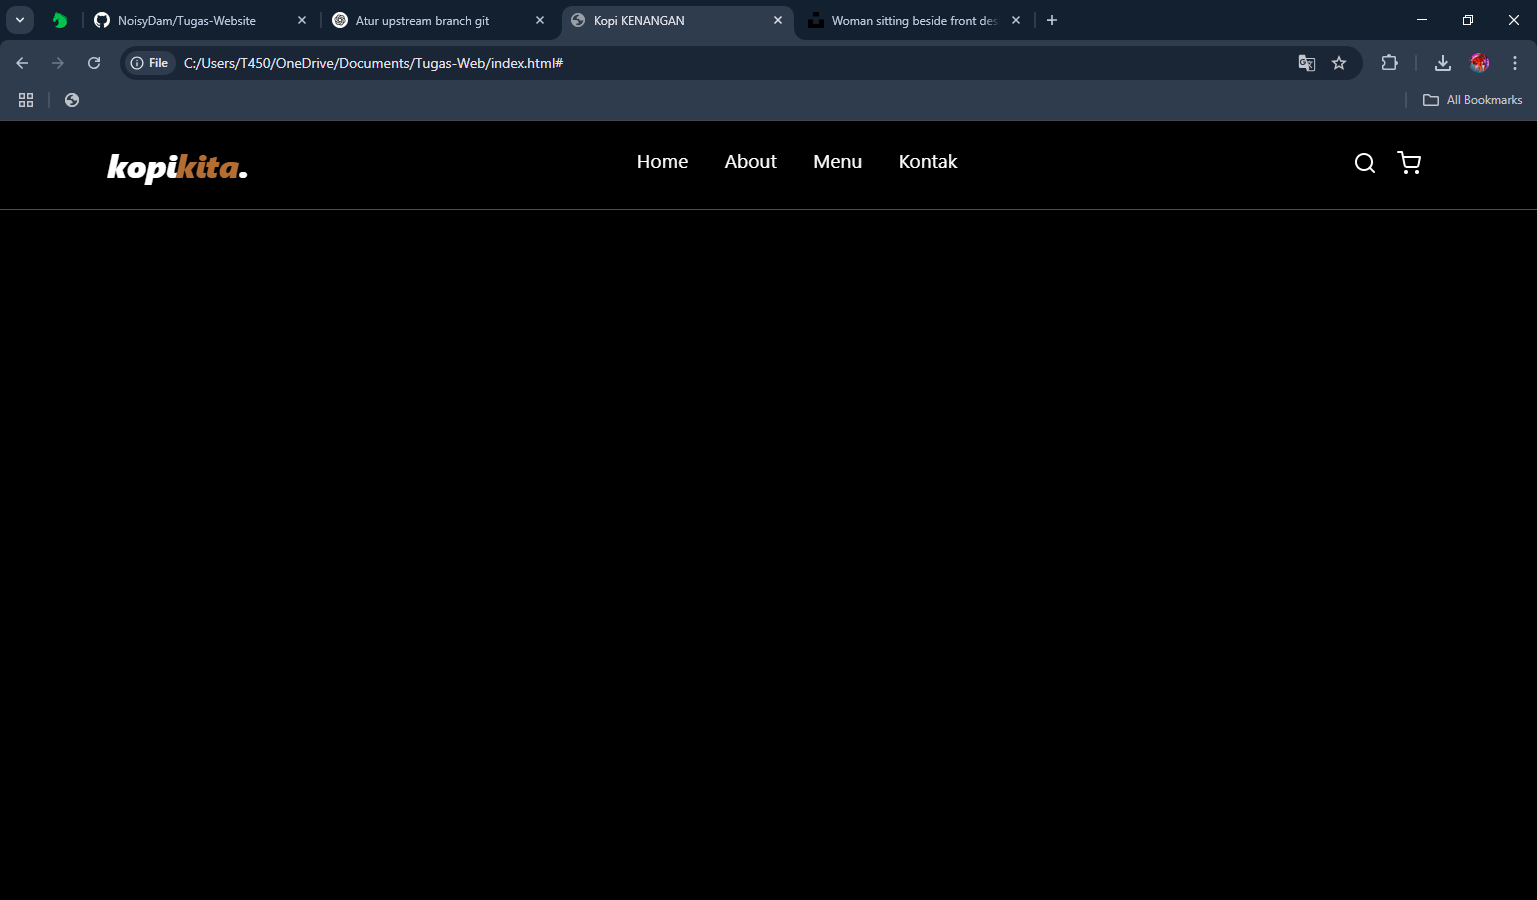 NoisyDam/Tugas-Website
Atur upstream branch git
Kopi KENANGAN
Woman sitting beside front des
File
C:/Users/T450/OneDrive/Documents/Tugas-Web/index.html#
All Bookmarks
kopikita.
Home
About
Menu
Kontak